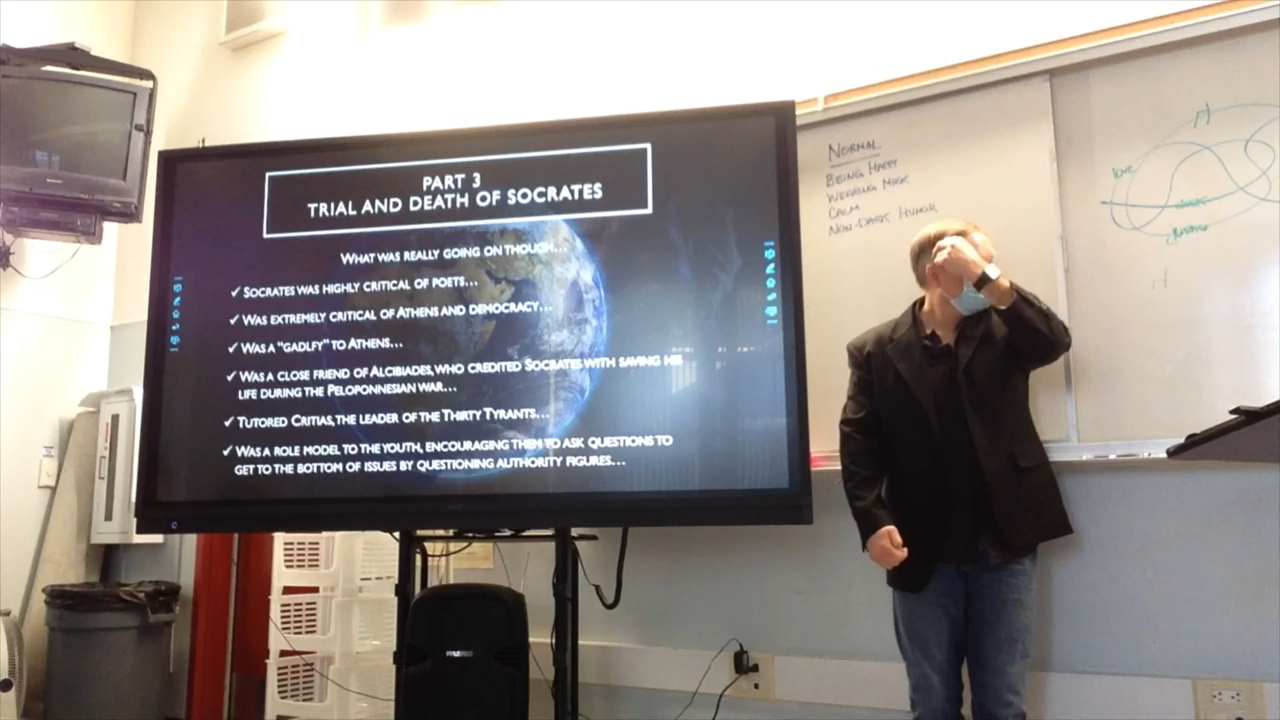 PART 3
TRIAL AND DEATH OF SOCRATES
WHAT WAS REALLY GOING ON THOUGH...
✓ SOCRATES WAS HIGHLY CRITICAL OF POETS...
✓ WAS EXTREMELY CRITICAL OF ATHENS AND DEMOCRACY...
✓ WAS A "GADLFY" TO ATHENS...
✓ WAS A CLOSE FRIEND OF ALCIBIADES, WHO CREDITED SOCRATES WITH SAVING HIS
LIFE DURING THE PELOPONNESIAN WAR...
✓ TUTORED CRITIAS, THE LEADER OF THE THIRTY TYRANTS...
✓ WAS A ROLE MODEL TO THE YOUTH, ENCOURAGING THEM TO ASK QUESTIONS TO
GET TO THE BOTTOM OF ISSUES BY QUESTIONING AUTHORITY FIGURES...
NORMAL
BEING HAPPY
WEARING MASK
CALM
NON-DARK HUMOR